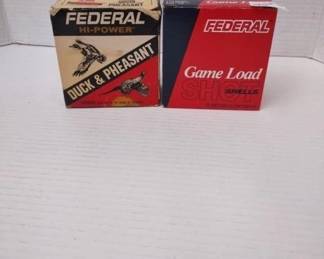 FEDERAL
HI-POWER
DUCK & PHEASANT
FEDERAL
Game Load
SHOT
SHELLS